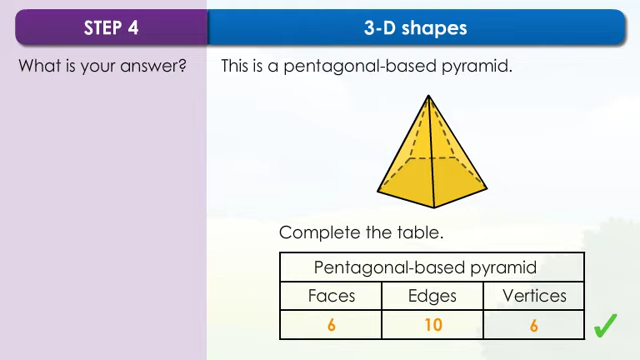 STEP 4
3-D shapes
What is your answer?
This is a pentagonal-based pyramid.
Complete the table.
Pentagonal-based pyramid
Faces Edges Vertices
6 10 6